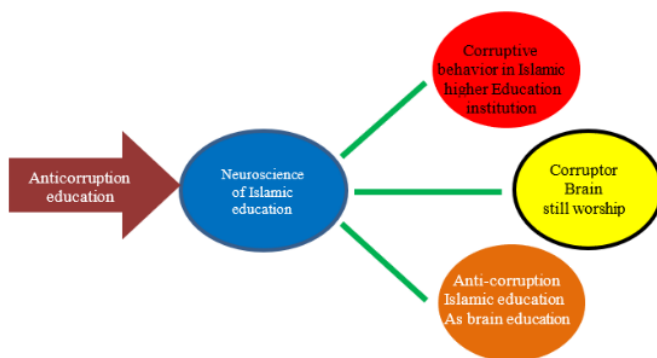 Anticorruption
education
Neuroscience
of Islamic
education
Corruptive
behavior in Islamic
higher Education
institution
Corruptor
Brain
still worship
Anti-corruption
Islamic education
As brain education